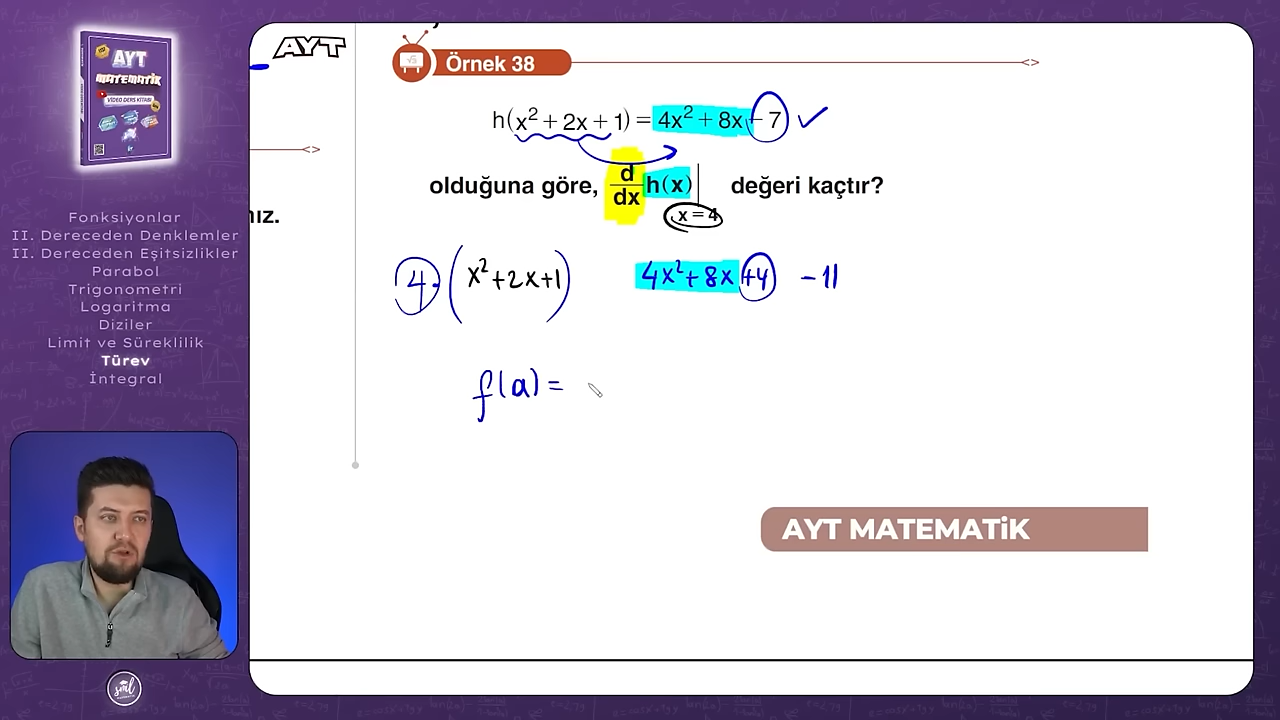 AYT
MATEMATİK
VİDEO DERS KİTABI
AYT
Örnek 38
h(x² + 2x + 1) = 4x² + 8x – 7 ✓
olduğuna göre, d/dx h(x) | x = 4 değeri kaçtır?
ıız.
4·(x²+2x+1) 4x²+8x+4 –11
f(a) =
Fonksiyonlar
II. Dereceden Denklemler
II. Dereceden Eşitsizlikler
Parabol
Trigonometri
Logaritma
Diziler
Limit ve Süreklilik
Türev
İntegral
AYT MATEMATİK
sml